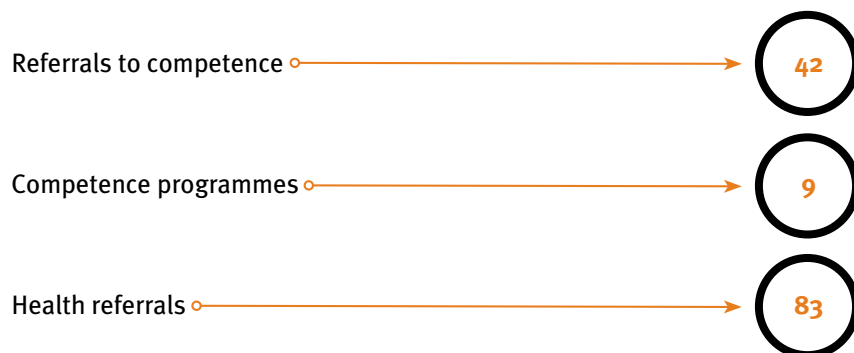 Referrals to competence 42
Competence programmes 9
Health referrals 83